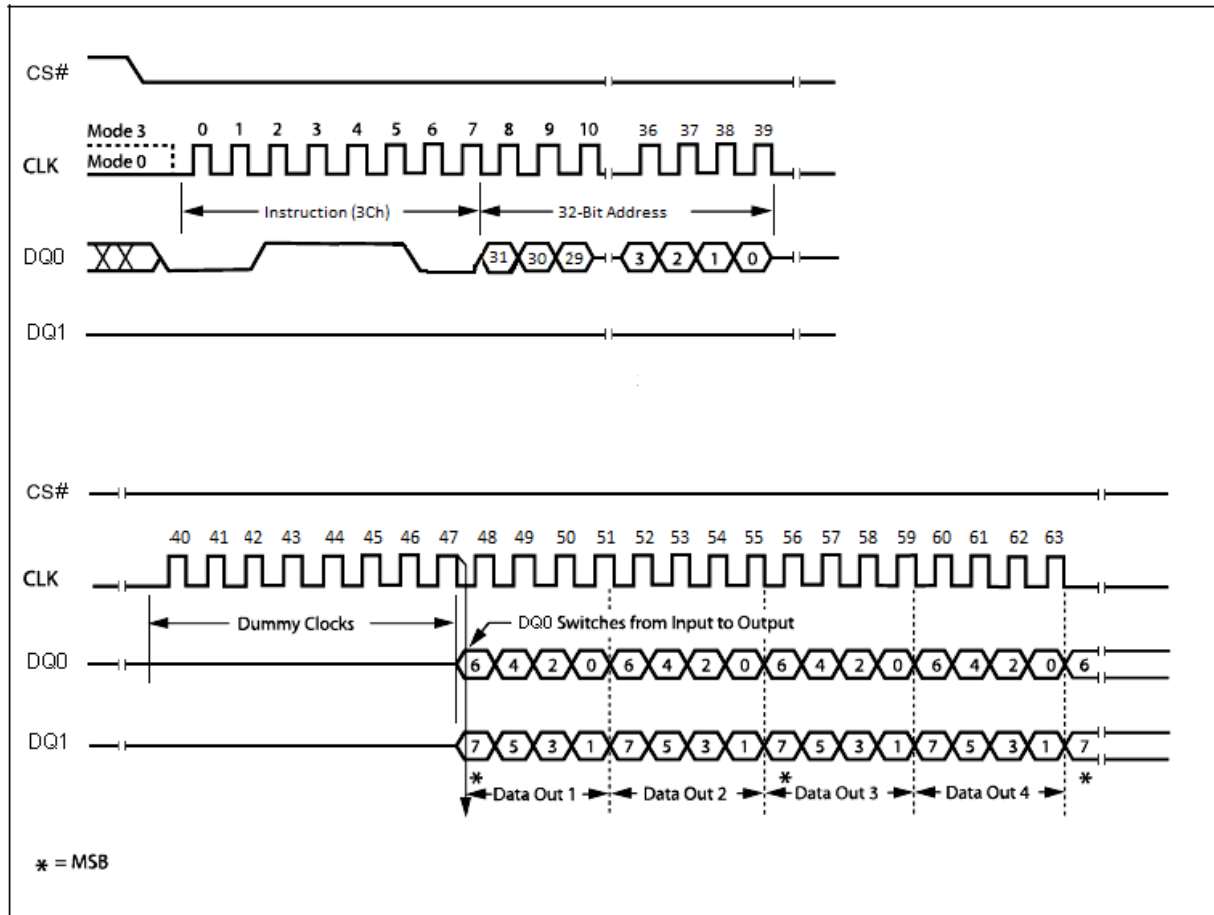 CS#
Mode 3 0 1 2 3 4 5 6 7 8 9 10 36 37 38 39
CLK Mode 0
Instruction (3Ch) 32-Bit Address
DQ0 31 30 29 3 2 1 0
DQ1
CS#
40 41 42 43 44 45 46 47 48 49 50 51 52 53 54 55 56 57 58 59 60 61 62 63
CLK
Dummy Clocks DQ0 Switches from Input to Output
DQ0 6 4 2 0 6 4 2 0 6 4 2 0 6 4 2 0 6
DQ1 7 5 3 1 7 5 3 1 7 5 3 1 7 5 3 1 7
* * *
Data Out 1 Data Out 2 Data Out 3 Data Out 4
* = MSB